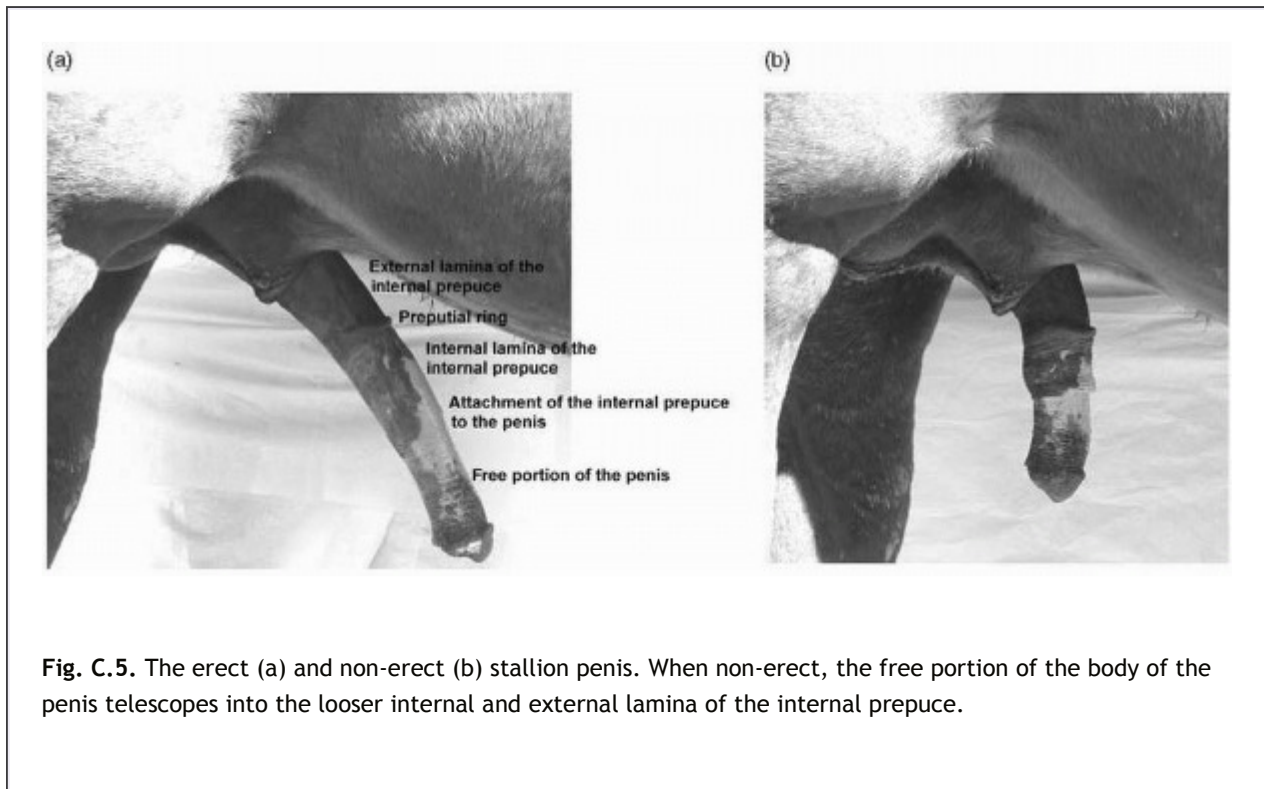 (a)
(b)
External lamina of the
internal prepuce
Preputial ring
Internal lamina of the
internal prepuce
Attachment of the internal prepuce
to the penis
Free portion of the penis
Fig. C.5. The erect (a) and non-erect (b) stallion penis. When non-erect, the free portion of the body of the
penis telescopes into the looser internal and external lamina of the internal prepuce.